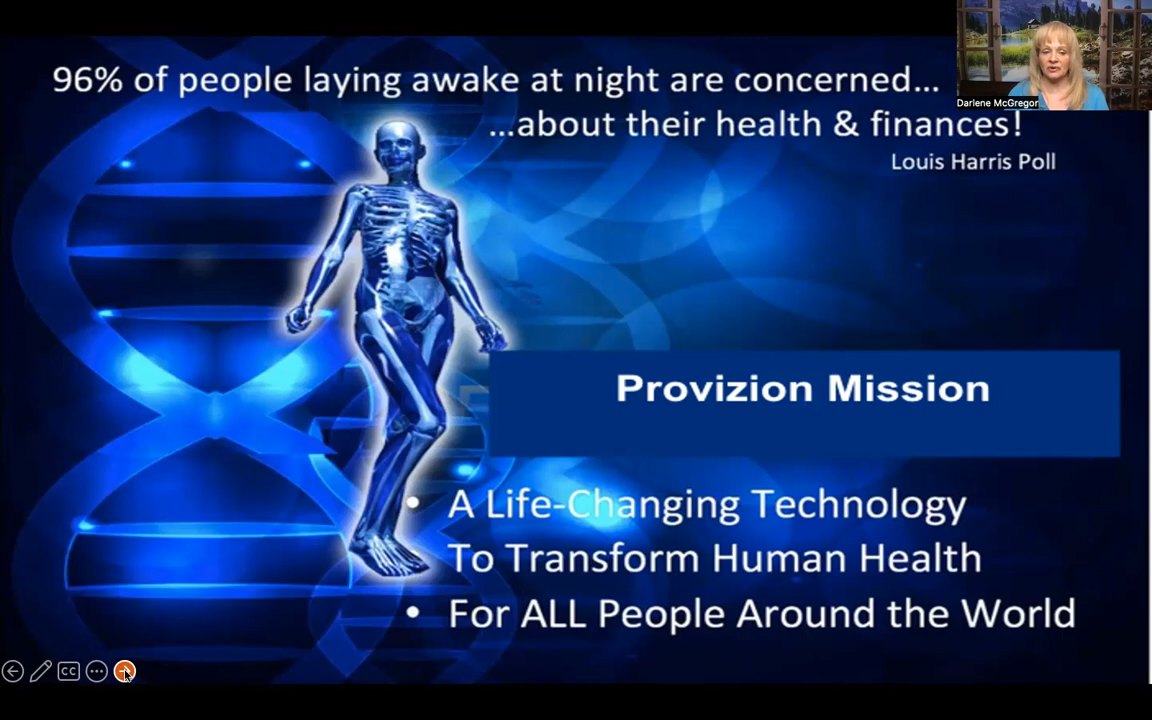 96% of people laying awake at night are concerned...
...about their health & finances!
Louis Harris Poll
Darlene McGregor
Provizion Mission
• A Life-Changing Technology
To Transform Human Health
• For ALL People Around the World
CC